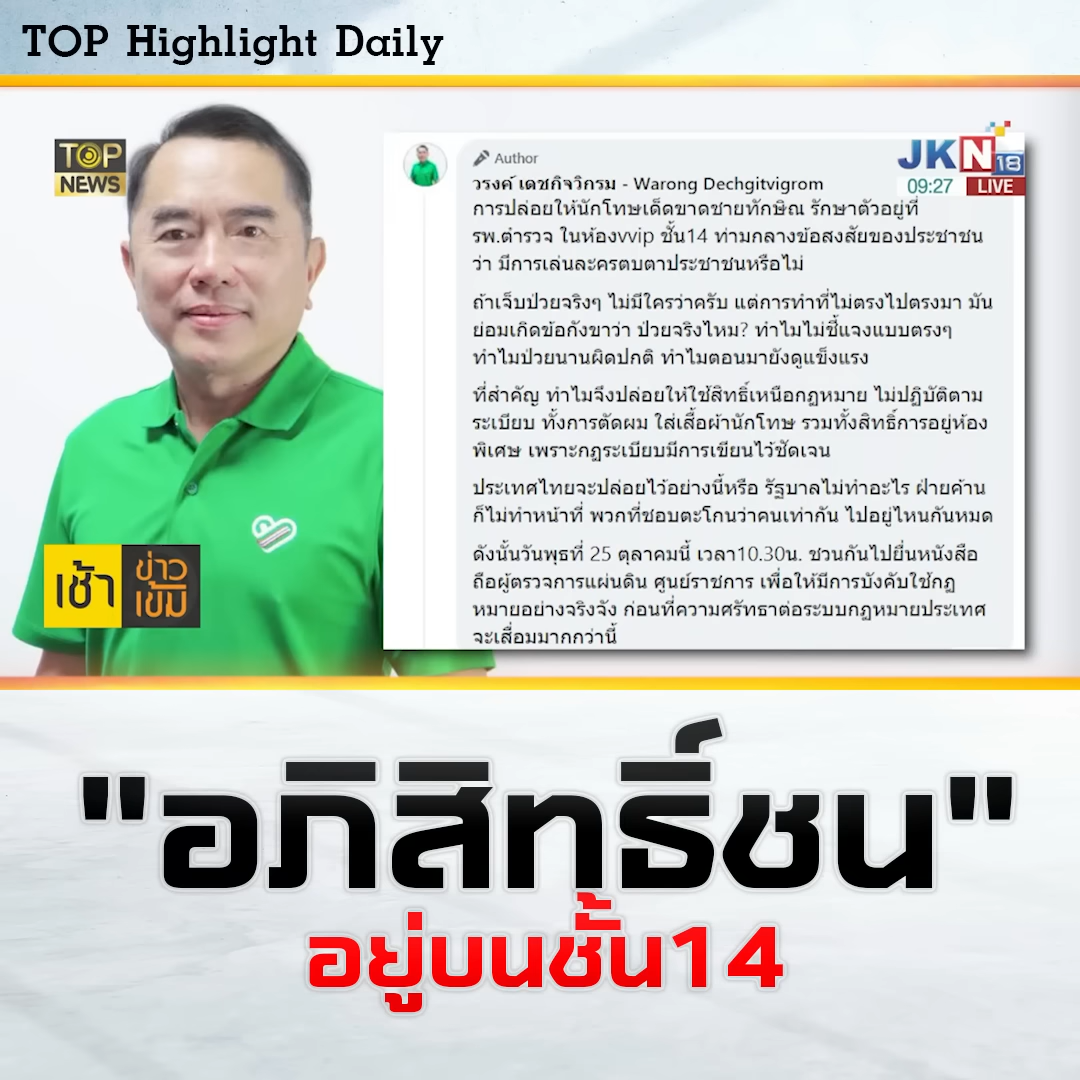 TOP Highlight Daily
TOP
NEWS
JKN 18
09:27 LIVE
Author
วรงค์ เดชกิจวิกรม - Warong Dechgitvigrom
การปล่อยให้นักโทษเด็ดขาดชายทักษิณ รักษาตัวอยู่ที่
รพ.ตำรวจ ในห้องvvip ชั้น14 ท่ามกลางข้อสงสัยของประชาชน
ว่า มีการเล่นละครตบตาประชาชนหรือไม่
ถ้าเจ็บป่วยจริงๆ ไม่มีใครว่าครับ แต่การทำที่ไม่ตรงไปตรงมา มัน
ย่อมเกิดข้อกังขาว่า ป่วยจริงไหม? ทำไมไม่ชี้แจงแบบตรงๆ
ทำไมป่วยนานผิดปกติ ทำไมตอนมายังดูแข็งแรง
ที่สำคัญ ทำไมจึงปล่อยให้ใช้สิทธิ์เหนือกฎหมาย ไม่ปฏิบัติตาม
ระเบียบ ทั้งการตัดผม ใส่เสื้อผ้านักโทษ รวมทั้งสิทธิ์การอยู่ห้อง
พิเศษ เพราะกฎระเบียบมีการเขียนไว้ชัดเจน
ประเทศไทยจะปล่อยไว้อย่างนี้หรือ รัฐบาลไม่ทำอะไร ฝ่ายค้าน
ก็ไม่ทำหน้าที่ พวกที่ชอบตะโกนว่าคนเท่ากัน ไปอยู่ไหนกันหมด
ดังนั้นวันพุธที่ 25 ตุลาคมนี้ เวลา10.30น. ชวนกันไปยื่นหนังสือ
ถึงผู้ตรวจการแผ่นดิน ศูนย์ราชการ เพื่อให้มีการบังคับใช้กฎ
หมายอย่างจริงจัง ก่อนที่ความศรัทธาต่อระบบกฎหมายประเทศ
จะเสื่อมมากกว่านี้
เช้า ข่าว
เข้ม
"อภิสิทธิ์ชน"
อยู่บนชั้น14